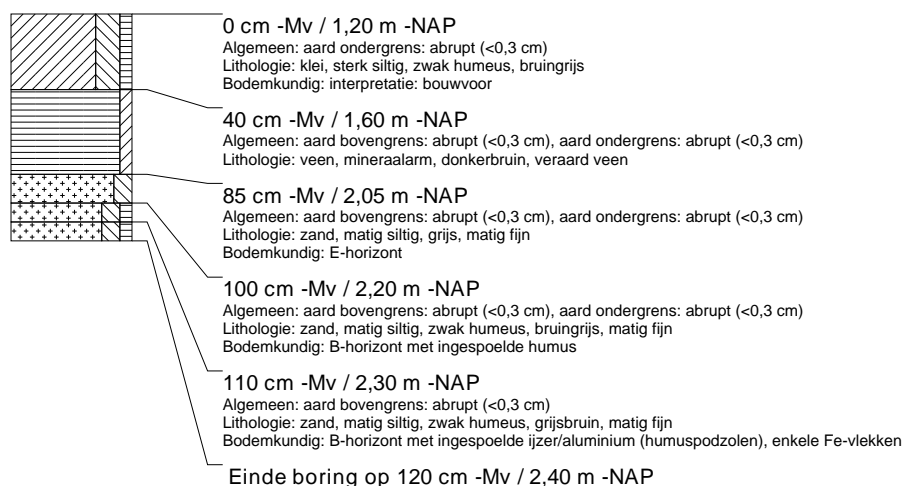 0 cm -Mv / 1,20 m -NAP
Algemeen: aard ondergrens: abrupt (<0,3 cm)
Lithologie: klei, sterk siltig, zwak humeus, bruingrijs
Bodemkundig: interpretatie: bouwvoor
40 cm -Mv / 1,60 m -NAP
Algemeen: aard bovengrens: abrupt (<0,3 cm), aard ondergrens: abrupt (<0,3 cm)
Lithologie: veen, mineraalarm, donkerbruin, veraard veen
85 cm -Mv / 2,05 m -NAP
Algemeen: aard bovengrens: abrupt (<0,3 cm), aard ondergrens: abrupt (<0,3 cm)
Lithologie: zand, matig siltig, grijs, matig fijn
Bodemkundig: E-horizont
100 cm -Mv / 2,20 m -NAP
Algemeen: aard bovengrens: abrupt (<0,3 cm), aard ondergrens: abrupt (<0,3 cm)
Lithologie: zand, matig siltig, zwak humeus, bruingrijs, matig fijn
Bodemkundig: B-horizont met ingespoelde humus
110 cm -Mv / 2,30 m -NAP
Algemeen: aard bovengrens: abrupt (<0,3 cm)
Lithologie: zand, matig siltig, zwak humeus, grijsbruin, matig fijn
Bodemkundig: B-horizont met ingespoelde ijzer/aluminium (humuspodzolen), enkele Fe-vlekken
Einde boring op 120 cm -Mv / 2,40 m -NAP